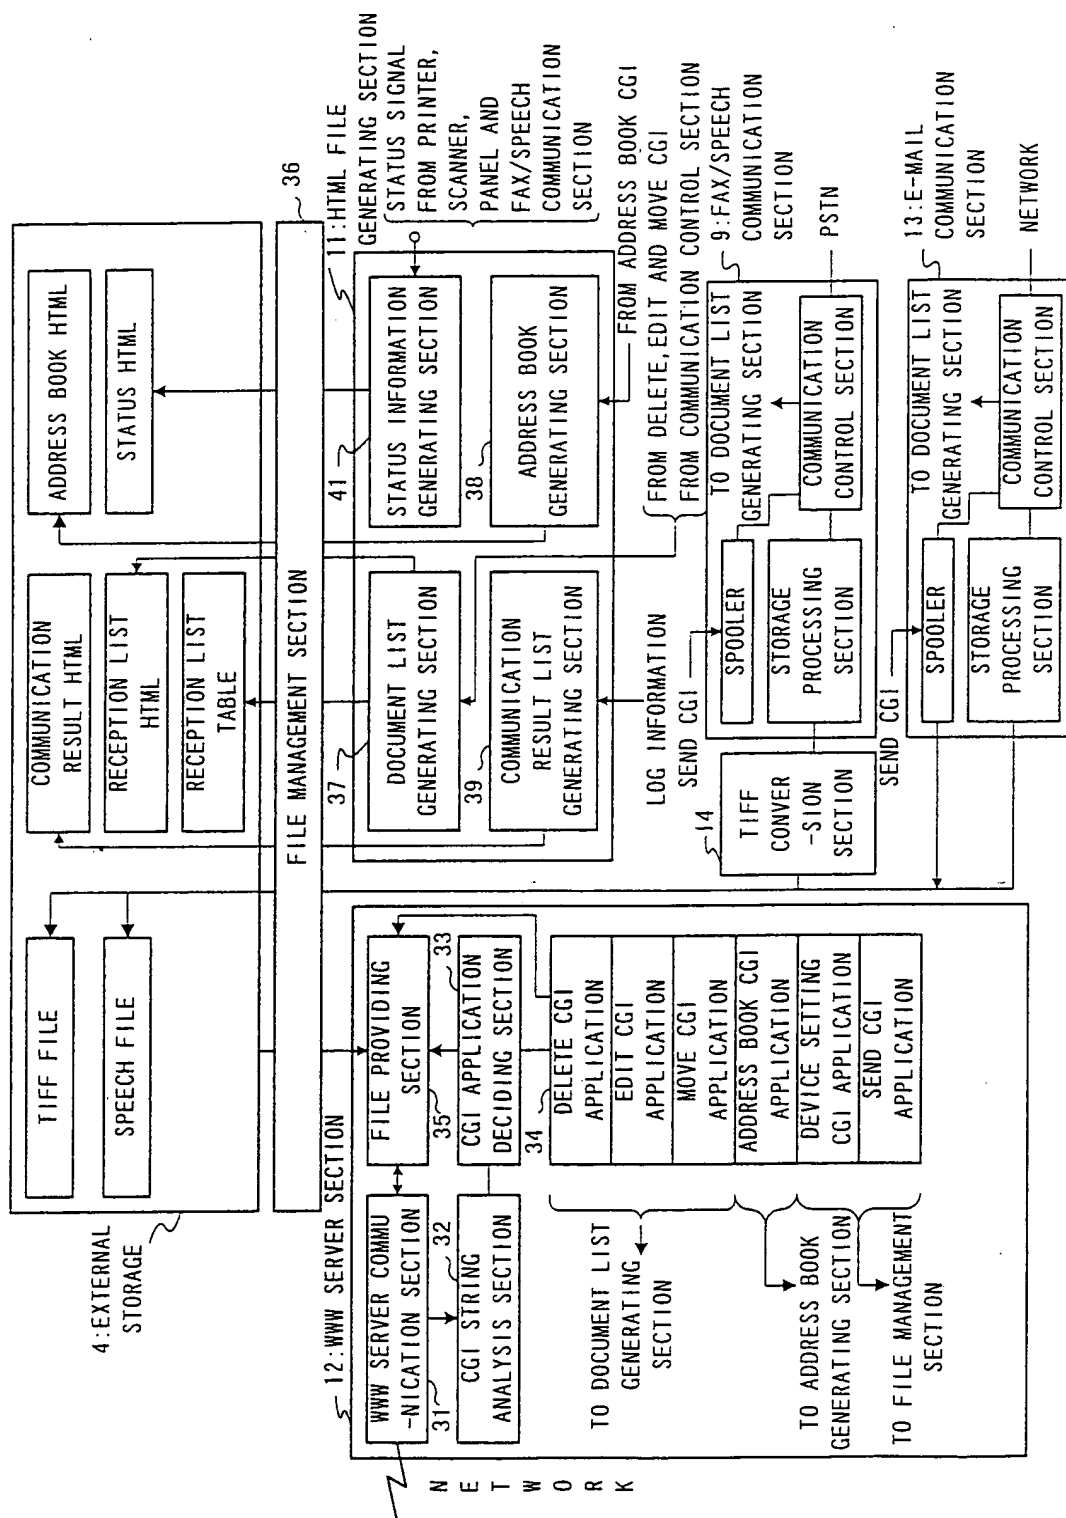 4:EXTERNAL
STORAGE
TIFF FILE
SPEECH FILE
COMMUNICATION
RESULT HTML
RECEPTION LIST
HTML
RECEPTION LIST
TABLE
ADDRESS BOOK HTML
STATUS HTML
FILE MANAGEMENT SECTION
36
12:WWW SERVER SECTION
WWW SERVER COMMU
-NICATION SECTION
31
FILE PROVIDING
SECTION
35
CGI STRING
ANALYSIS SECTION
32
CGI APPLICATION
DECIDING SECTION
33
34
DELETE CGI
APPLICATION
EDIT CGI
APPLICATION
MOVE CGI
APPLICATION
ADDRESS BOOK CGI
APPLICATION
DEVICE SETTING
CGI APPLICATION
SEND CGI
APPLICATION
TO DOCUMENT LIST
GENERATING
SECTION
TO ADDRESS BOOK
GENERATING SECTION
TO FILE MANAGEMENT
SECTION
NETWORK
11:HTML FILE
GENERATING SECTION
37
DOCUMENT LIST
GENERATING SECTION
41
STATUS INFORMATION
GENERATING SECTION
39
COMMUNICATION
RESULT LIST
GENERATING SECTION
38
ADDRESS BOOK
GENERATING SECTION
STATUS SIGNAL
FROM PRINTER,
SCANNER,
PANEL AND
FAX/SPEECH
COMMUNICATION
SECTION
FROM ADDRESS BOOK CGI
FROM DELETE,EDIT AND MOVE CGI
FROM COMMUNICATION CONTROL SECTION
LOG INFORMATION
SEND CGI
14
TIFF
CONVER
-SION
SECTION
9:FAX/SPEECH
COMMUNICATION
SECTION
TO DOCUMENT LIST
GENERATING SECTION
SPOOLER
STORAGE
PROCESSING
SECTION
COMMUNICATION
CONTROL SECTION
PSTN
SEND CGI
13:E-MAIL
COMMUNICATION
SECTION
TO DOCUMENT LIST
GENERATING SECTION
SPOOLER
STORAGE
PROCESSING
SECTION
COMMUNICATION
CONTROL SECTION
NETWORK